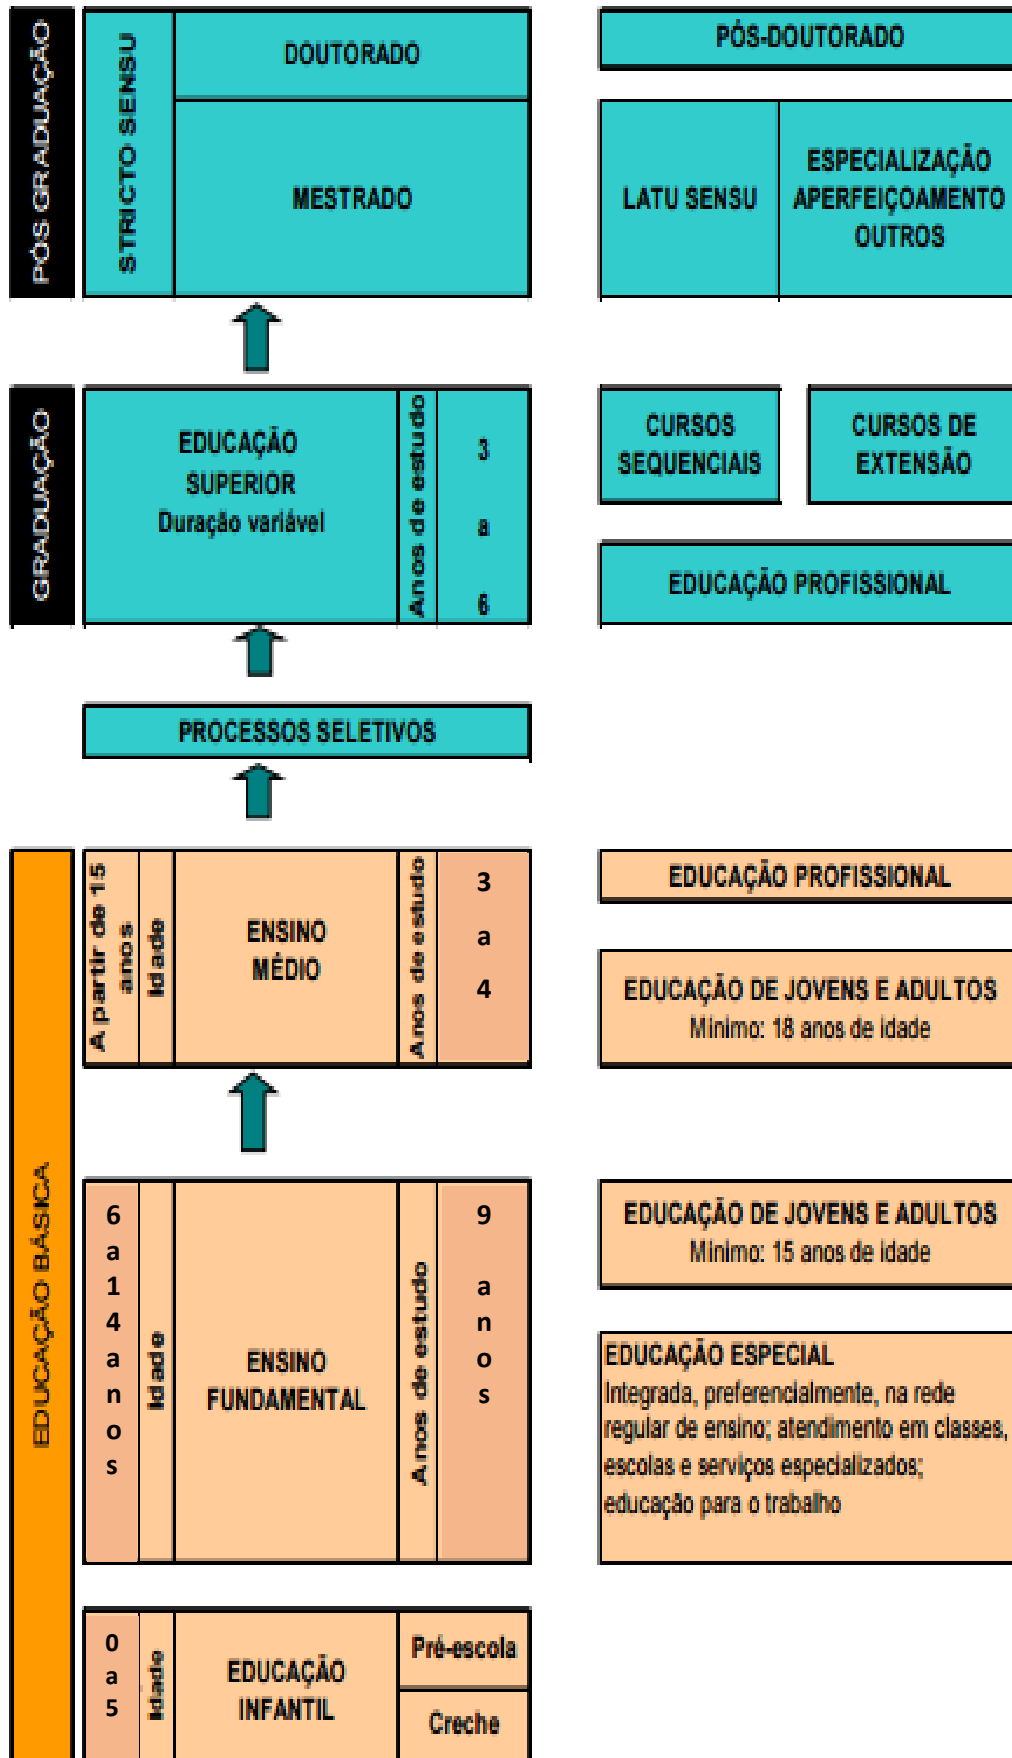 PÓS GRADUAÇÃO
STRICTO SENSU
DOUTORADO
MESTRADO
PÓS-DOUTORADO
LATU SENSU
ESPECIALIZAÇÃO
APERFEIÇOAMENTO
OUTROS
GRADUAÇÃO
EDUCAÇÃO
SUPERIOR
Duração variável
Anos de estudo
3
a
6
CURSOS
SEQUENCIAIS
CURSOS DE
EXTENSÃO
EDUCAÇÃO PROFISSIONAL
PROCESSOS SELETIVOS
EDUCAÇÃO BÁSICA
A partir de 15
anos
Idade
ENSINO
MÉDIO
Anos de estudo
3
a
4
EDUCAÇÃO PROFISSIONAL
EDUCAÇÃO DE JOVENS E ADULTOS
Mínimo: 18 anos de idade
6
a
1
4
a
n
o
s
Idade
ENSINO
FUNDAMENTAL
Anos de estudo
9
a
n
o
s
EDUCAÇÃO DE JOVENS E ADULTOS
Mínimo: 15 anos de idade
EDUCAÇÃO ESPECIAL
Integrada, preferencialmente, na rede
regular de ensino; atendimento em classes,
escolas e serviços especializados;
educação para o trabalho
0
a
5
Idade
EDUCAÇÃO
INFANTIL
Pré-escola
Creche